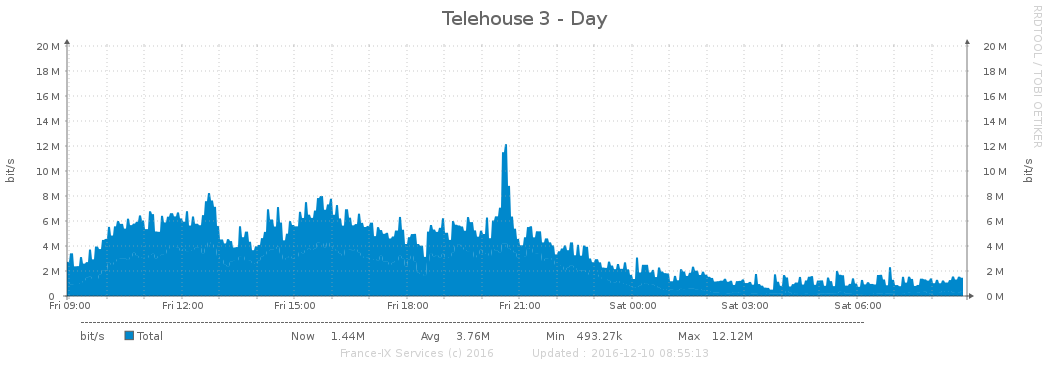 Telehouse 3 - Day
RRDTOOL / TOBI OETIKER
bit/s
20 M 20 M
18 M 18 M
16 M 16 M
14 M 14 M
12 M 12 M
10 M 10 M
8 M 8 M
6 M 6 M
4 M 4 M
2 M 2 M
0 0 M
bit/s
Fri 09:00 Fri 12:00 Fri 15:00 Fri 18:00 Fri 21:00 Sat 00:00 Sat 03:00 Sat 06:00
bit/s Total Now 1.44M Avg 3.76M Min 493.27k Max 12.12M
France-IX Services (c) 2016 Updated : 2016-12-10 08:55:13